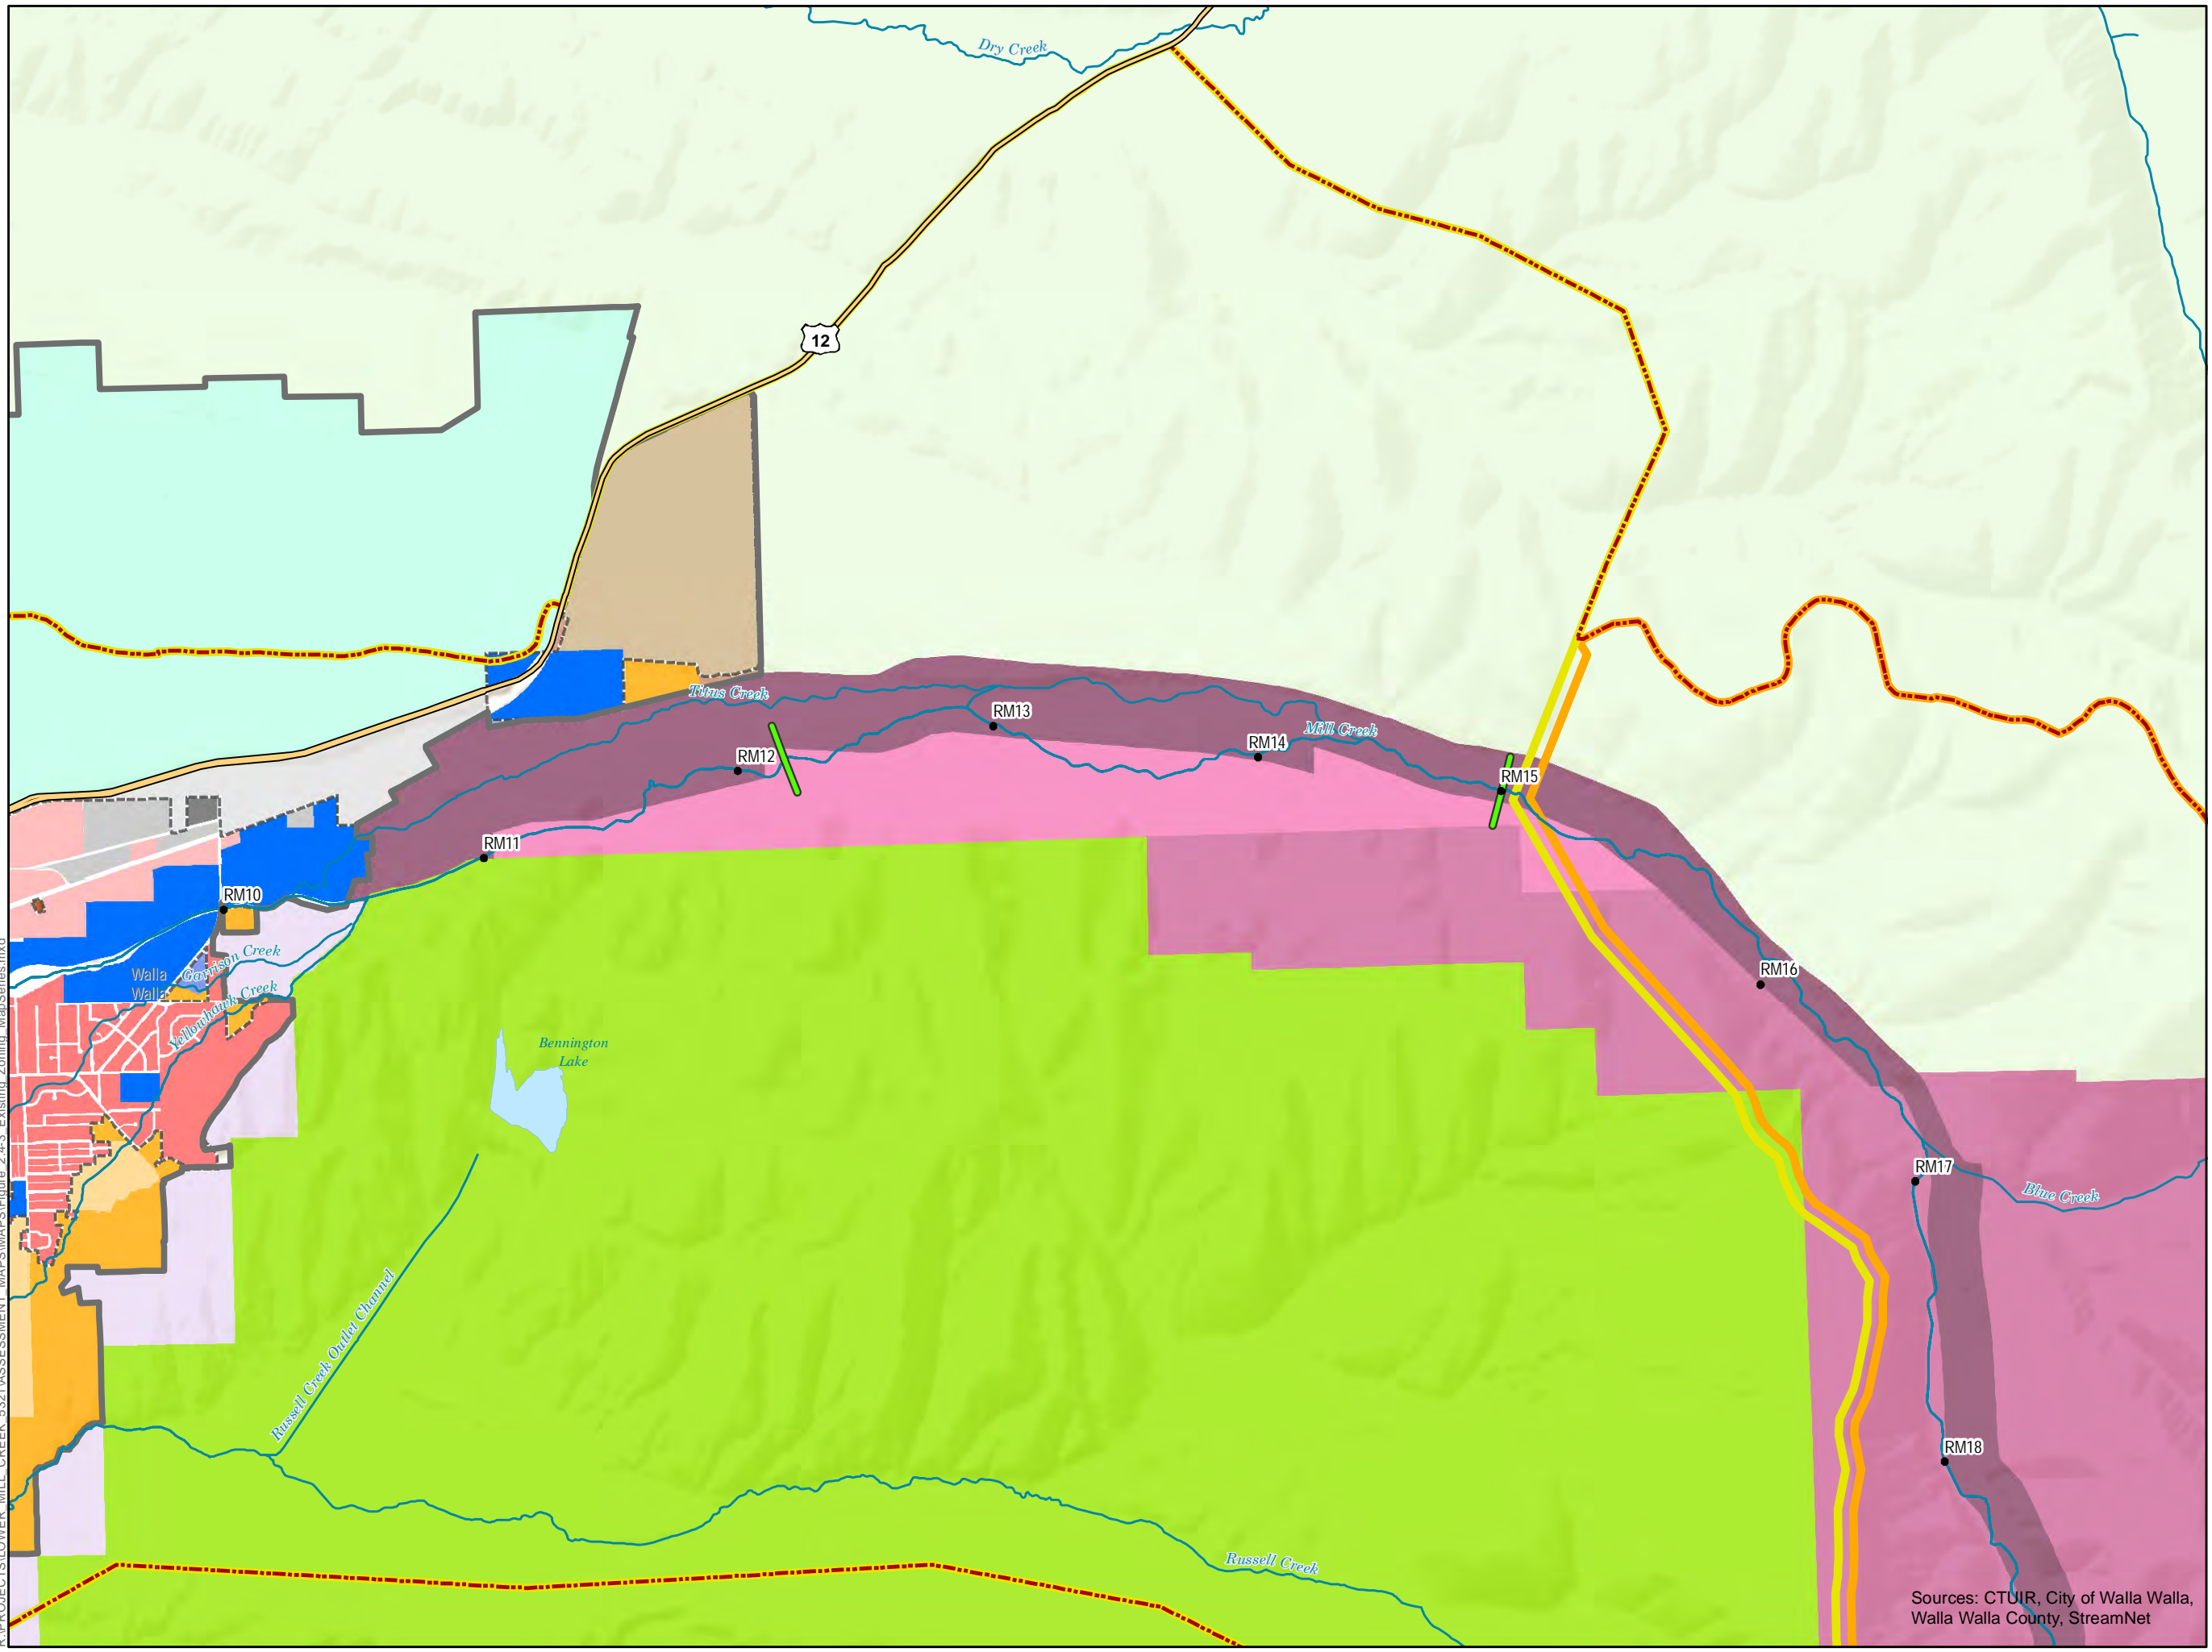 Dry Creek
12
Titus Creek
RM13
Mill Creek
RM14
RM12
RM15
RM11
RM10
Garrison Creek
Walla
Walla
Yellowhawk Creek
RM16
Bennington
Lake
RM17
Blue Creek
Russell Creek Outlet Channel
RM18
Russell Creek
Sources: CTUIR, City of Walla Walla,
Walla Walla County, StreamNet